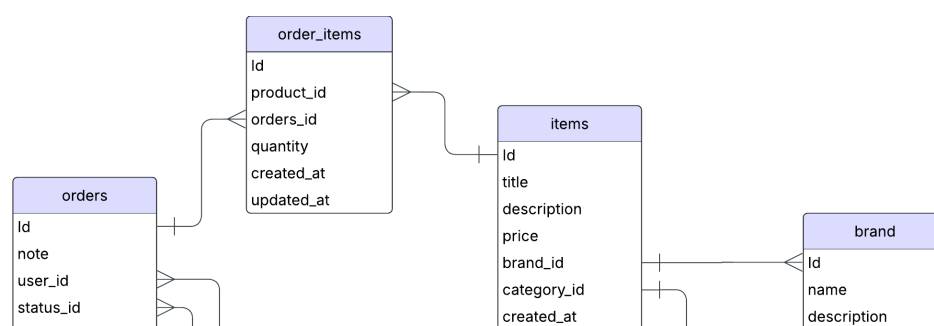 order_items
Id
product_id
orders_id
quantity
created_at
updated_at
items
Id
title
description
price
brand_id
category_id
created_at
orders
Id
note
user_id
status_id
brand
Id
name
description